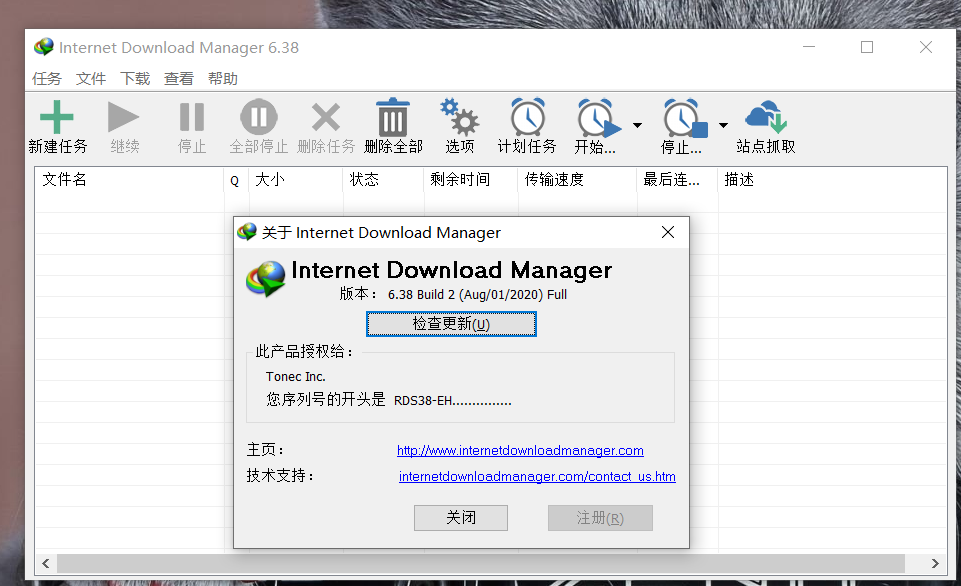 Internet Download Manager 6.38
任务 文件 下载 查看 帮助
新建任务 继续 停止 全部停止 删除任务 删除全部 选项 计划任务 开始... 停止... 站点抓取
文件名 Q 大小 状态 剩余时间 传输速度 最后连... 描述
关于 Internet Download Manager
Internet Download Manager
版本： 6.38 Build 2 (Aug/01/2020) Full
检查更新(U)
此产品授权给：
Tonec Inc.
您序列号的开头是 RDS38-EH...............
主页： http://www.internetdownloadmanager.com
技术支持： internetdownloadmanager.com/contact_us.htm
关闭 注册(R)